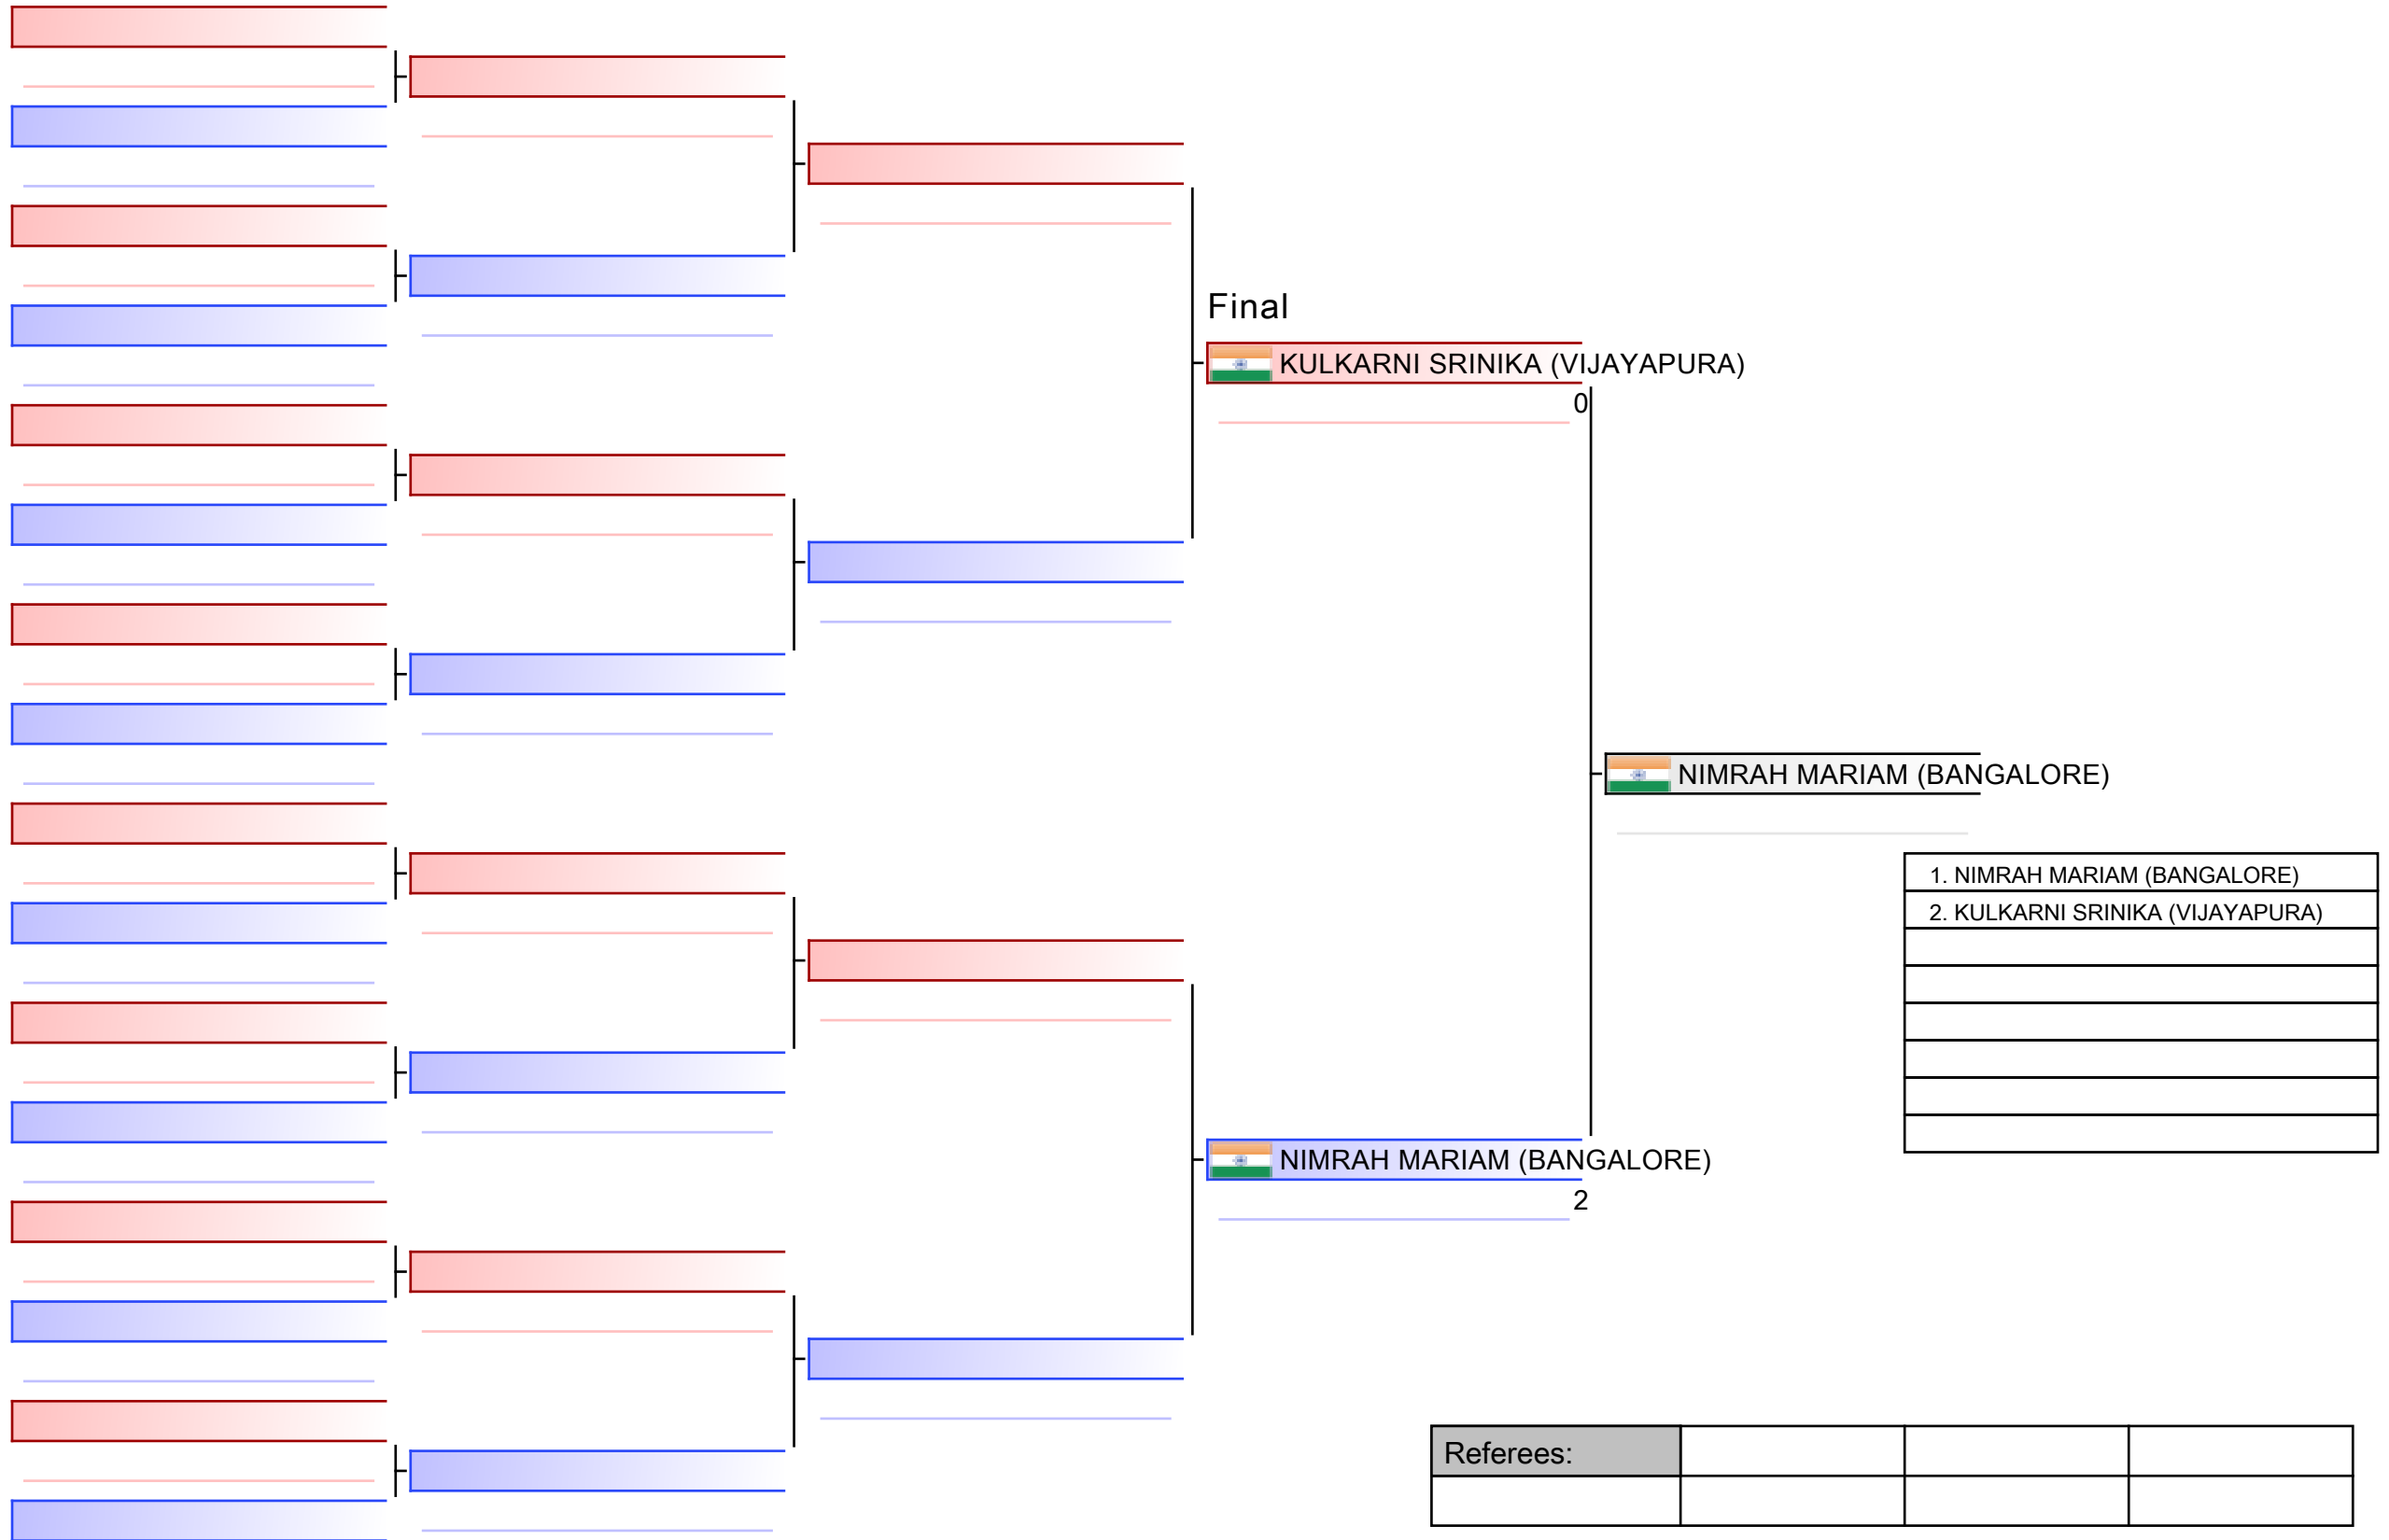 Final
KULKARNI SRINIKA (VIJAYAPURA)
0
NIMRAH MARIAM (BANGALORE)
1. NIMRAH MARIAM (BANGALORE)
2. KULKARNI SRINIKA (VIJAYAPURA)
NIMRAH MARIAM (BANGALORE)
2
Referees: